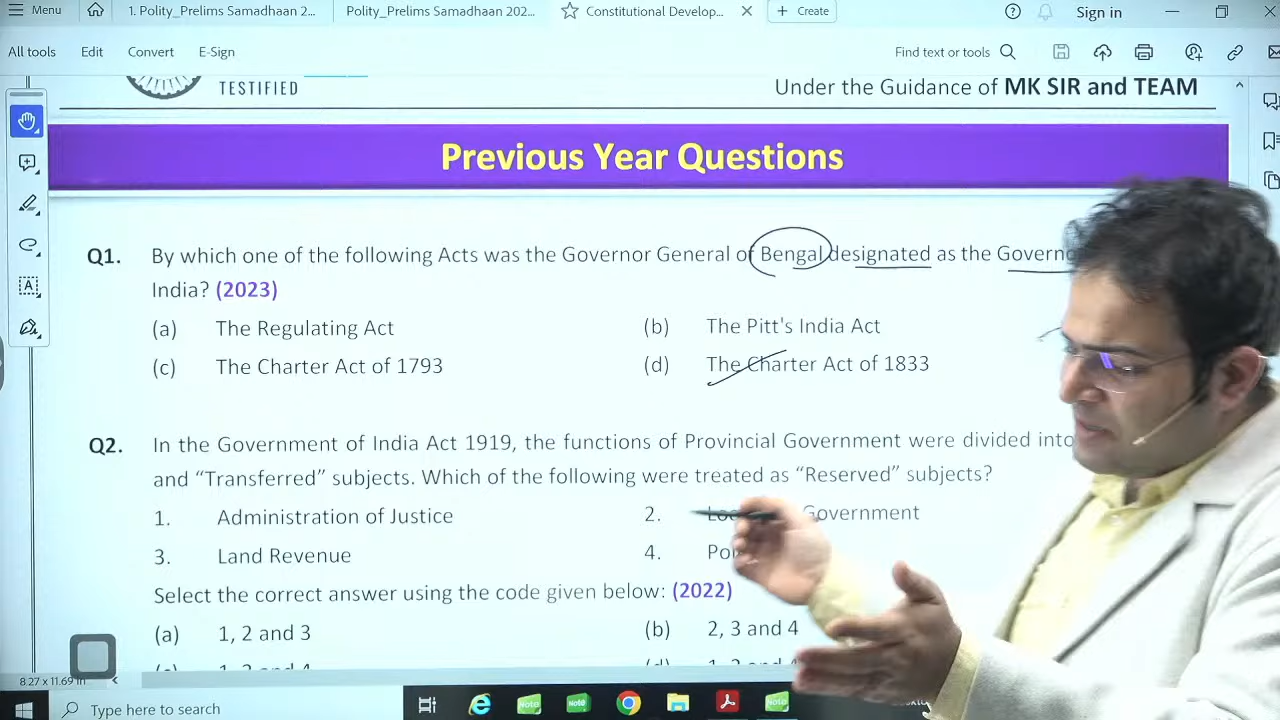 Menu
1. Polity_Prelims Samadhaan 2...
Polity_Prelims Samadhaan 202...
Constitutional Develop...
Create
Sign in
All tools
Edit
Convert
E-Sign
Find text or tools
TESTIFIED
Under the Guidance of MK SIR and TEAM
Previous Year Questions
Q1. By which one of the following Acts was the Governor General of Bengal designated as the
India? (2023)
(a) The Regulating Act
(b) The Pitt's India Act
(c) The Charter Act of 1793
(d) The Charter Act of 1833
Q2. In the Government of India Act 1919, the functions of Provincial Government were divided into
and “Transferred” subjects. Which of the following were treated as “Reserved” subjects?
1. Administration of Justice
2. Government
3. Land Revenue
4.
Select the correct answer using the code given below: (2022)
(a) 1, 2 and 3
(b) 2, 3 and 4
8.27 x 11.69 in
Type here to search